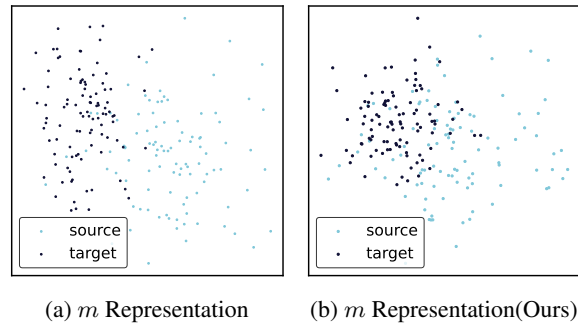 source
target
source
target
(a) m Representation
(b) m Representation(Ours)